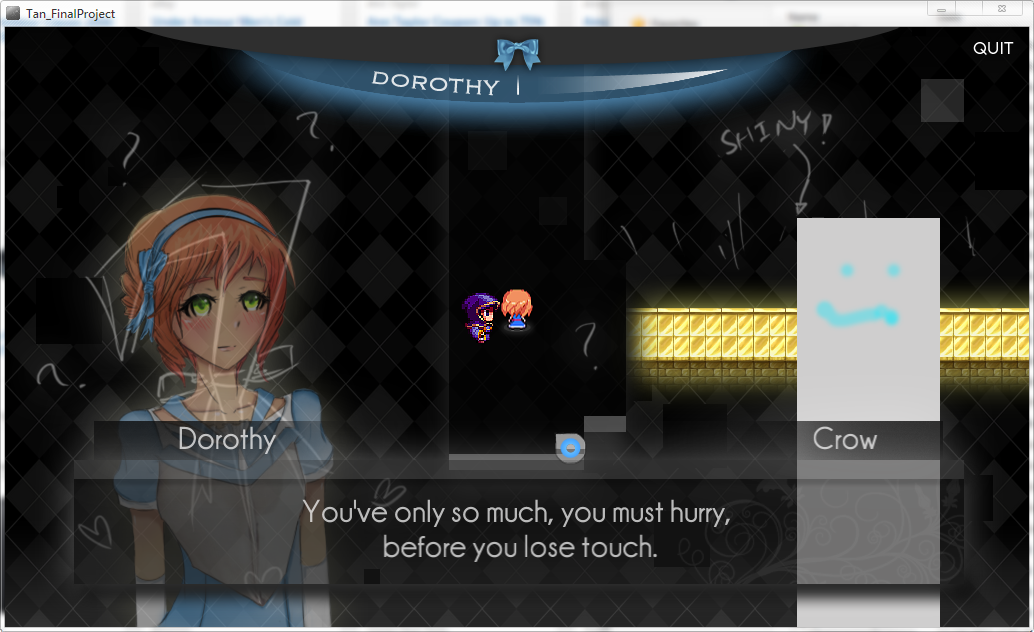 Tan_FinalProject
QUIT
DOROTHY
?
?
SHINY!
?
?
Dorothy
Crow
You've only so much, you must hurry,
before you lose touch.